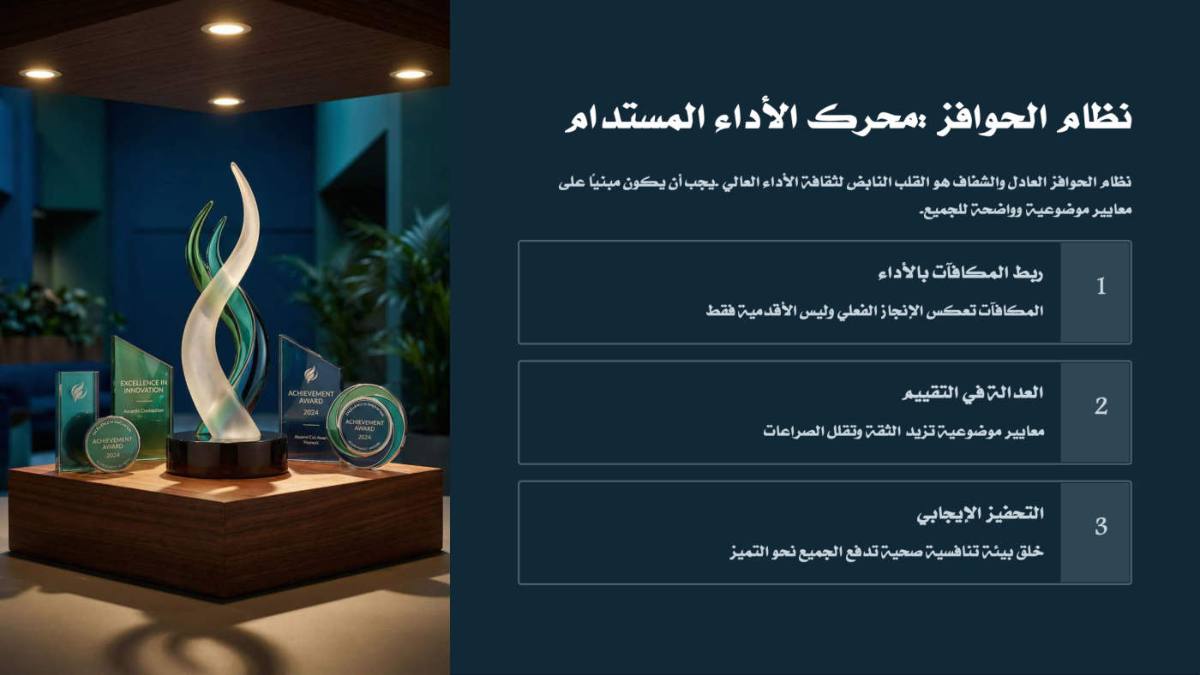 نظام الحوافز :محرك الأداء المستدام
نظام الحوافز العادل والشفاف هو القلب النابض لثقافة الأداء العالي .يجب أن يكون مبنيًا على
معايير موضوعية وواضحة للجميع.
1
ربط المكافآت بالأداء
المكافآت تعكس الإنجاز الفعلي وليس الأقدمية فقط
2
العدالة في التقييم
معايير موضوعية تزيد الثقة وتقلل الصراعات
3
التحفيز الإيجابي
خلق بيئة تنافسية صحية تدفع الجميع نحو التميز
EXCELLENCE IN
INNOVATION
ACHIEVEMENT
AWARD
2024
ACHIEVEMENT
AWARD
2024
ACHIEVEMENT
AWARD
2024